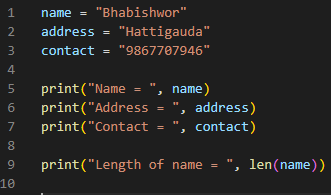 1 name = "Bhabishwor"
2 address = "Hattigauda"
3 contact = "9867707946"
4
5 print("Name = ", name)
6 print("Address = ", address)
7 print("Contact = ", contact)
8
9 print("Length of name = ", len(name))
10